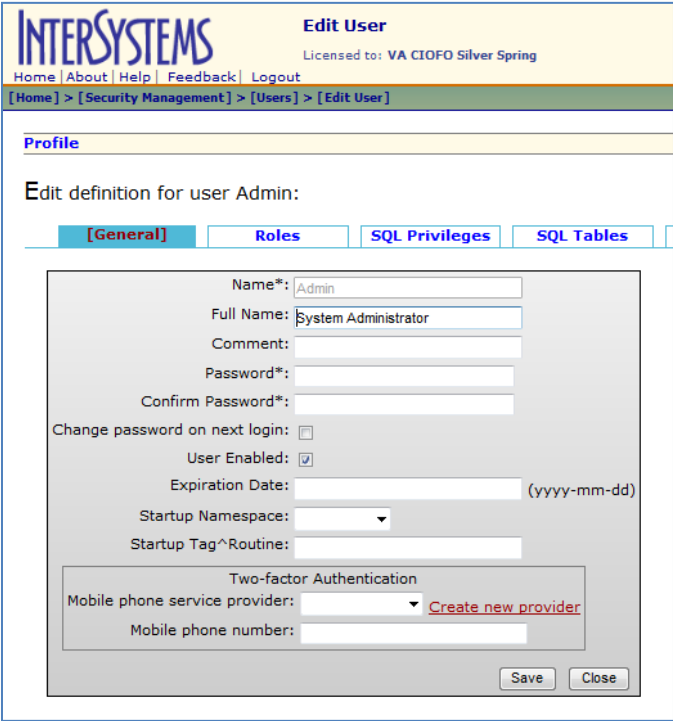 INTERSYSTEMS
Edit User
Licensed to: VA CIOFO Silver Spring
Home |About | Help | Feedback| Logout
[Home] > [Security Management] > [Users] > [Edit User]
Profile
Edit definition for user Admin:
[General] Roles SQL Privileges SQL Tables
Name*: Admin
Full Name: System Administrator
Comment:
Password*:
Confirm Password*:
Change password on next login:
User Enabled:
Expiration Date: (yyyy-mm-dd)
Startup Namespace:
Startup Tag^Routine:
Two-factor Authentication
Mobile phone service provider: Create new provider
Mobile phone number:
Save Close